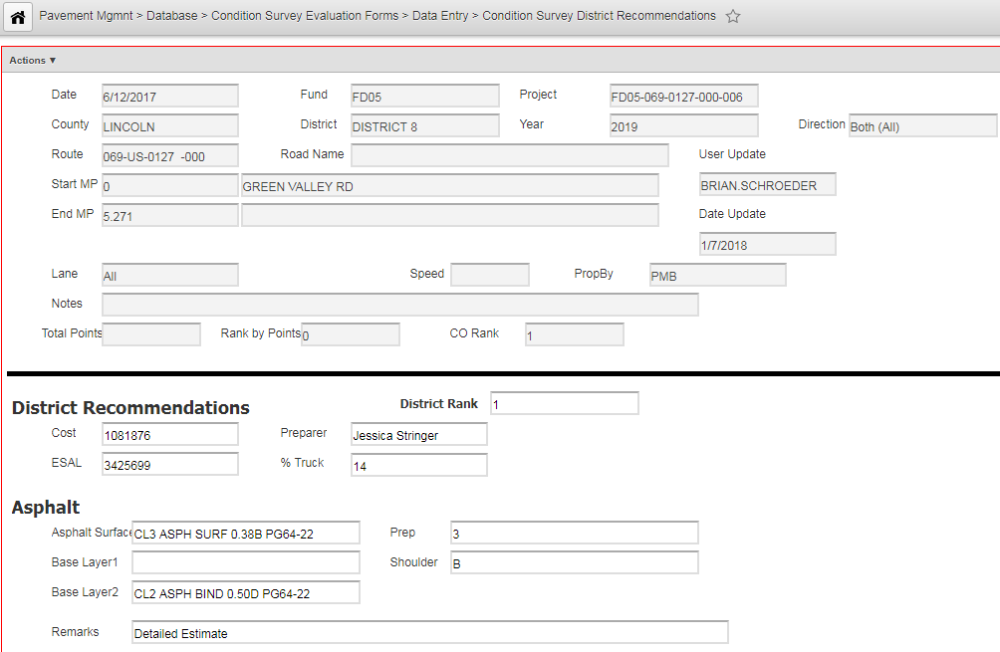 Pavement Mgmnt > Database > Condition Survey Evaluation Forms > Data Entry > Condition Survey District Recommendations
Actions ▼
Date 6/12/2017 Fund FD05 Project FD05-069-0127-000-006
County LINCOLN District DISTRICT 8 Year 2019 Direction Both (All)
Route 069-US-0127 -000 Road Name User Update
Start MP 0 GREEN VALLEY RD BRIAN.SCHROEDER
End MP 5.271 Date Update
1/7/2018
Lane All Speed PropBy PMB
Notes
Total Points Rank by Points 0 CO Rank 1
District Recommendations District Rank 1
Cost 1081876 Preparer Jessica Stringer
ESAL 3425699 % Truck 14
Asphalt
Asphalt Surface CL3 ASPH SURF 0.38B PG64-22 Prep 3
Base Layer1 Shoulder B
Base Layer2 CL2 ASPH BIND 0.50D PG64-22
Remarks Detailed Estimate